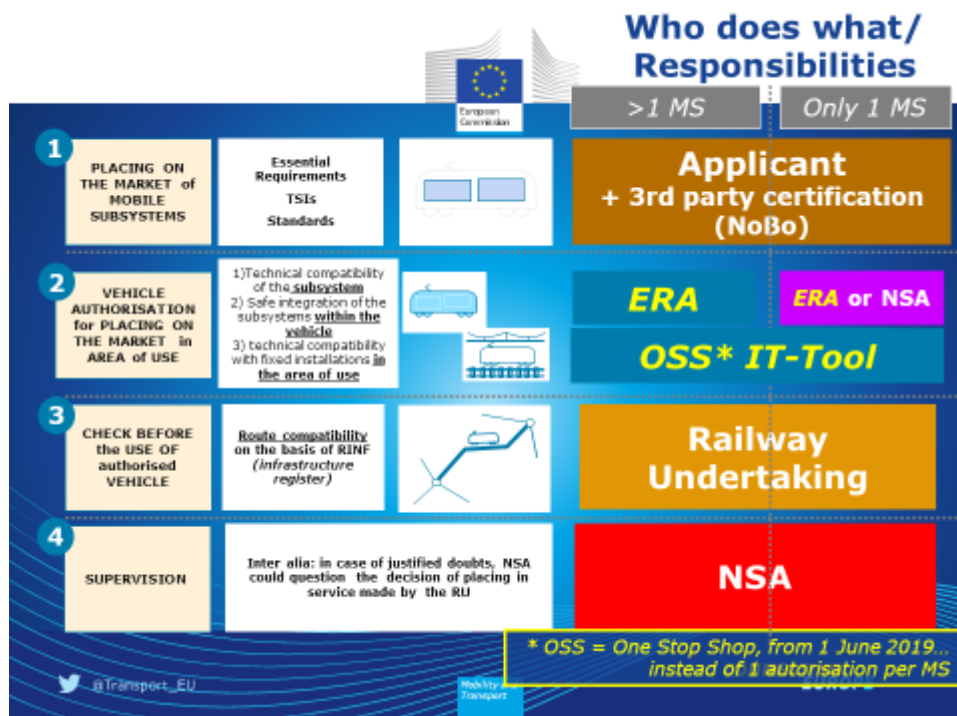 Who does what/
Responsibilities
European
Commission
>1 MS
Only 1 MS
1
PLACING ON
THE MARKET of
MOBILE
SUBSYSTEMS
Essential
Requirements
TSIs
Standards
Applicant
+ 3rd party certification
(NoBo)
2
VEHICLE
AUTHORISATION
for PLACING ON
THE MARKET in
AREA of USE
1)Technical compatibility
of the subsystem
2) Safe integration of the
subsystems within the
vehicle
3) technical compatibility
with fixed installations in
the area of use
ERA
ERA or NSA
OSS* IT-Tool
3
CHECK BEFORE
the USE OF
authorised
VEHICLE
Route compatibility
on the basis of RINF
(infrastructure
register)
Railway
Undertaking
4
SUPERVISION
Inter alia: in case of justified doubts, NSA
could question the decision of placing in
service made by the RU
NSA
* OSS = One Stop Shop, from 1 June 2019...
instead of 1 autorisation per MS
@Transport_EU
Mobility and
Transport
EUROPE